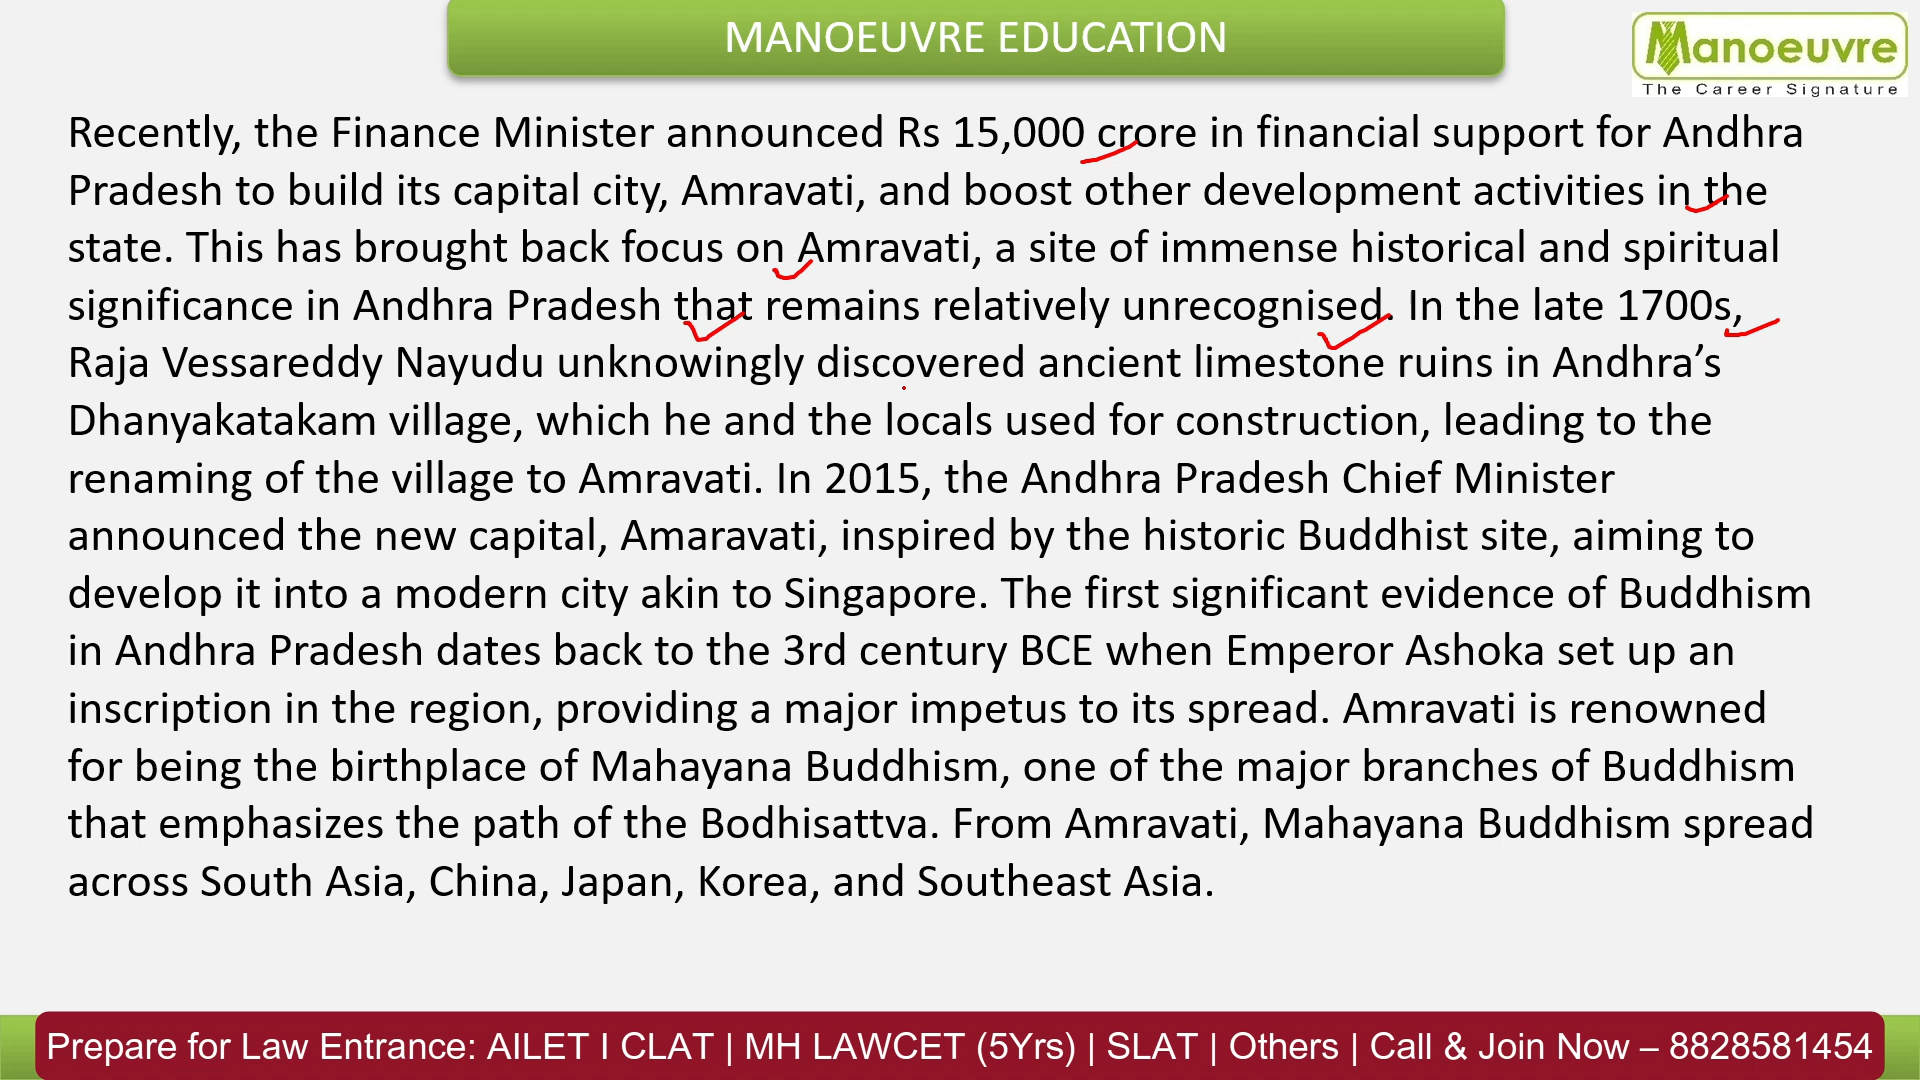 MANOEUVRE EDUCATION
Manoeuvre
The Career Signature
Recently, the Finance Minister announced Rs 15,000 crore in financial support for Andhra
Pradesh to build its capital city, Amravati, and boost other development activities in the
state. This has brought back focus on Amravati, a site of immense historical and spiritual
significance in Andhra Pradesh that remains relatively unrecognised. In the late 1700s,
Raja Vessareddy Nayudu unknowingly discovered ancient limestone ruins in Andhra’s
Dhanyakatakam village, which he and the locals used for construction, leading to the
renaming of the village to Amravati. In 2015, the Andhra Pradesh Chief Minister
announced the new capital, Amaravati, inspired by the historic Buddhist site, aiming to
develop it into a modern city akin to Singapore. The first significant evidence of Buddhism
in Andhra Pradesh dates back to the 3rd century BCE when Emperor Ashoka set up an
inscription in the region, providing a major impetus to its spread. Amravati is renowned
for being the birthplace of Mahayana Buddhism, one of the major branches of Buddhism
that emphasizes the path of the Bodhisattva. From Amravati, Mahayana Buddhism spread
across South Asia, China, Japan, Korea, and Southeast Asia.
Prepare for Law Entrance: AILET I CLAT | MH LAWCET (5Yrs) | SLAT | Others | Call & Join Now – 8828581454